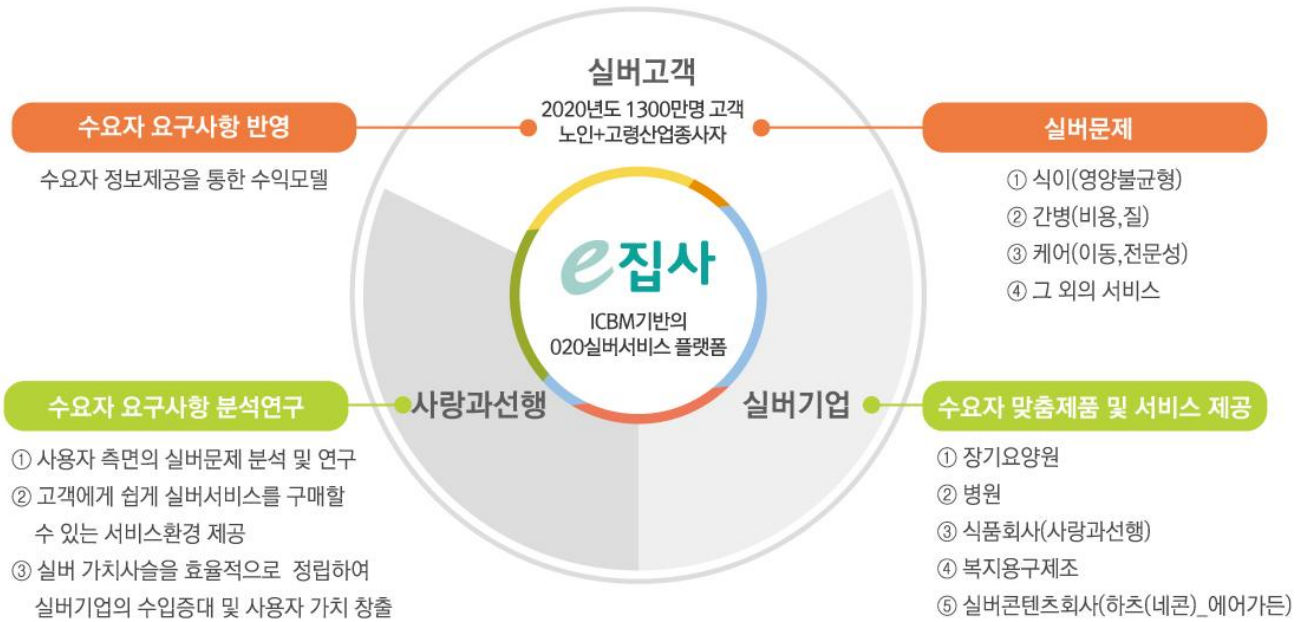 실버고객
2020년도 1300만명 고객
노인+고령산업종사자
수요자 요구사항 반영
수요자 정보제공을 통한 수익모델
실버문제
① 식이(영양불균형)
② 간병(비용,질)
③ 케어(이동,전문성)
④ 그 외의 서비스
e집사
ICBM기반의
020실버서비스 플랫폼
사랑과선행
실버기업
수요자 요구사항 분석연구
① 사용자 측면의 실버문제 분석 및 연구
② 고객에게 쉽게 실버서비스를 구매할
수 있는 서비스환경 제공
③ 실버 가치사슬을 효율적으로 정립하여
실버기업의 수입증대 및 사용자 가치 창출
수요자 맞춤제품 및 서비스 제공
① 장기요양원
② 병원
③ 식품회사(사랑과선행)
④ 복지용구제조
⑤ 실버콘텐츠회사(하츠(네콘)_에어가든)